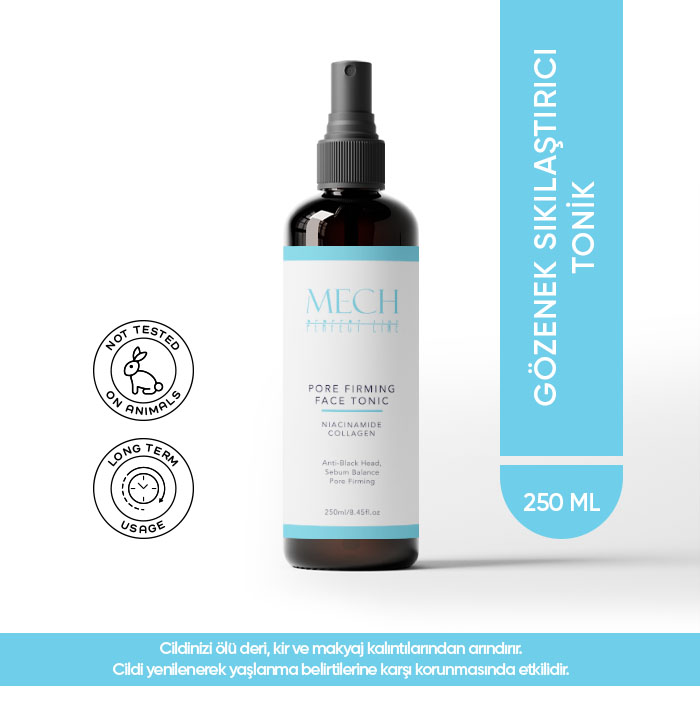 MECH
PERFECT LINE
PORE FIRMING
FACE TONIC
NIACINAMIDE
COLLAGEN
Anti-Black Head,
Sebum Balance
Pore Firming
250ml/8.45fl.oz
NOT TESTED
ON ANIMALS
LONG TERM
USAGE
GÖZENEK SIKILAŞTIRICI
TONİK
250 ML
Cildinizi ölü deri, kir ve makyaj kalıntılarından arındırır.
Cildi yenilenerek yaşlanma belirtilerine karşı korunmasında etkilidir.